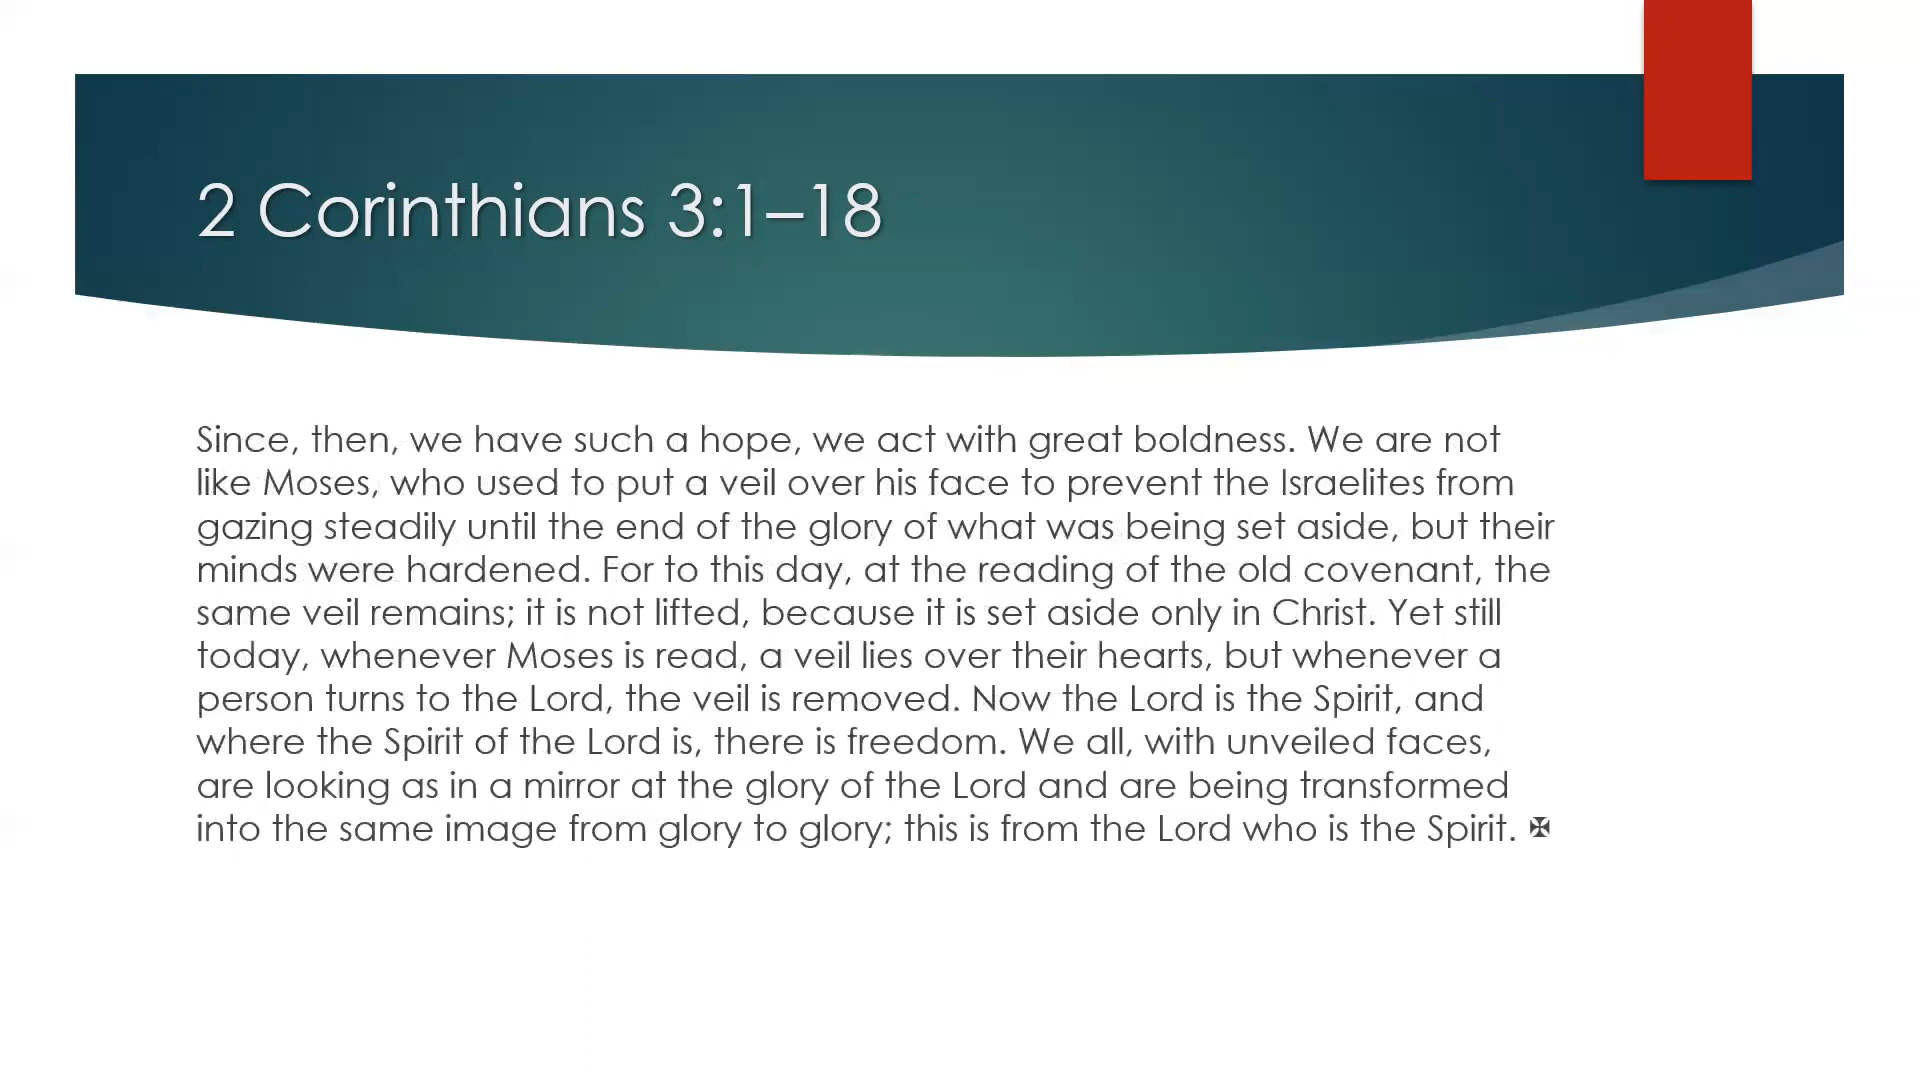 2 Corinthians 3:1–18
Since, then, we have such a hope, we act with great boldness. We are not
like Moses, who used to put a veil over his face to prevent the Israelites from
gazing steadily until the end of the glory of what was being set aside, but their
minds were hardened. For to this day, at the reading of the old covenant, the
same veil remains; it is not lifted, because it is set aside only in Christ. Yet still
today, whenever Moses is read, a veil lies over their hearts, but whenever a
person turns to the Lord, the veil is removed. Now the Lord is the Spirit, and
where the Spirit of the Lord is, there is freedom. We all, with unveiled faces,
are looking as in a mirror at the glory of the Lord and are being transformed
into the same image from glory to glory; this is from the Lord who is the Spirit. ✠